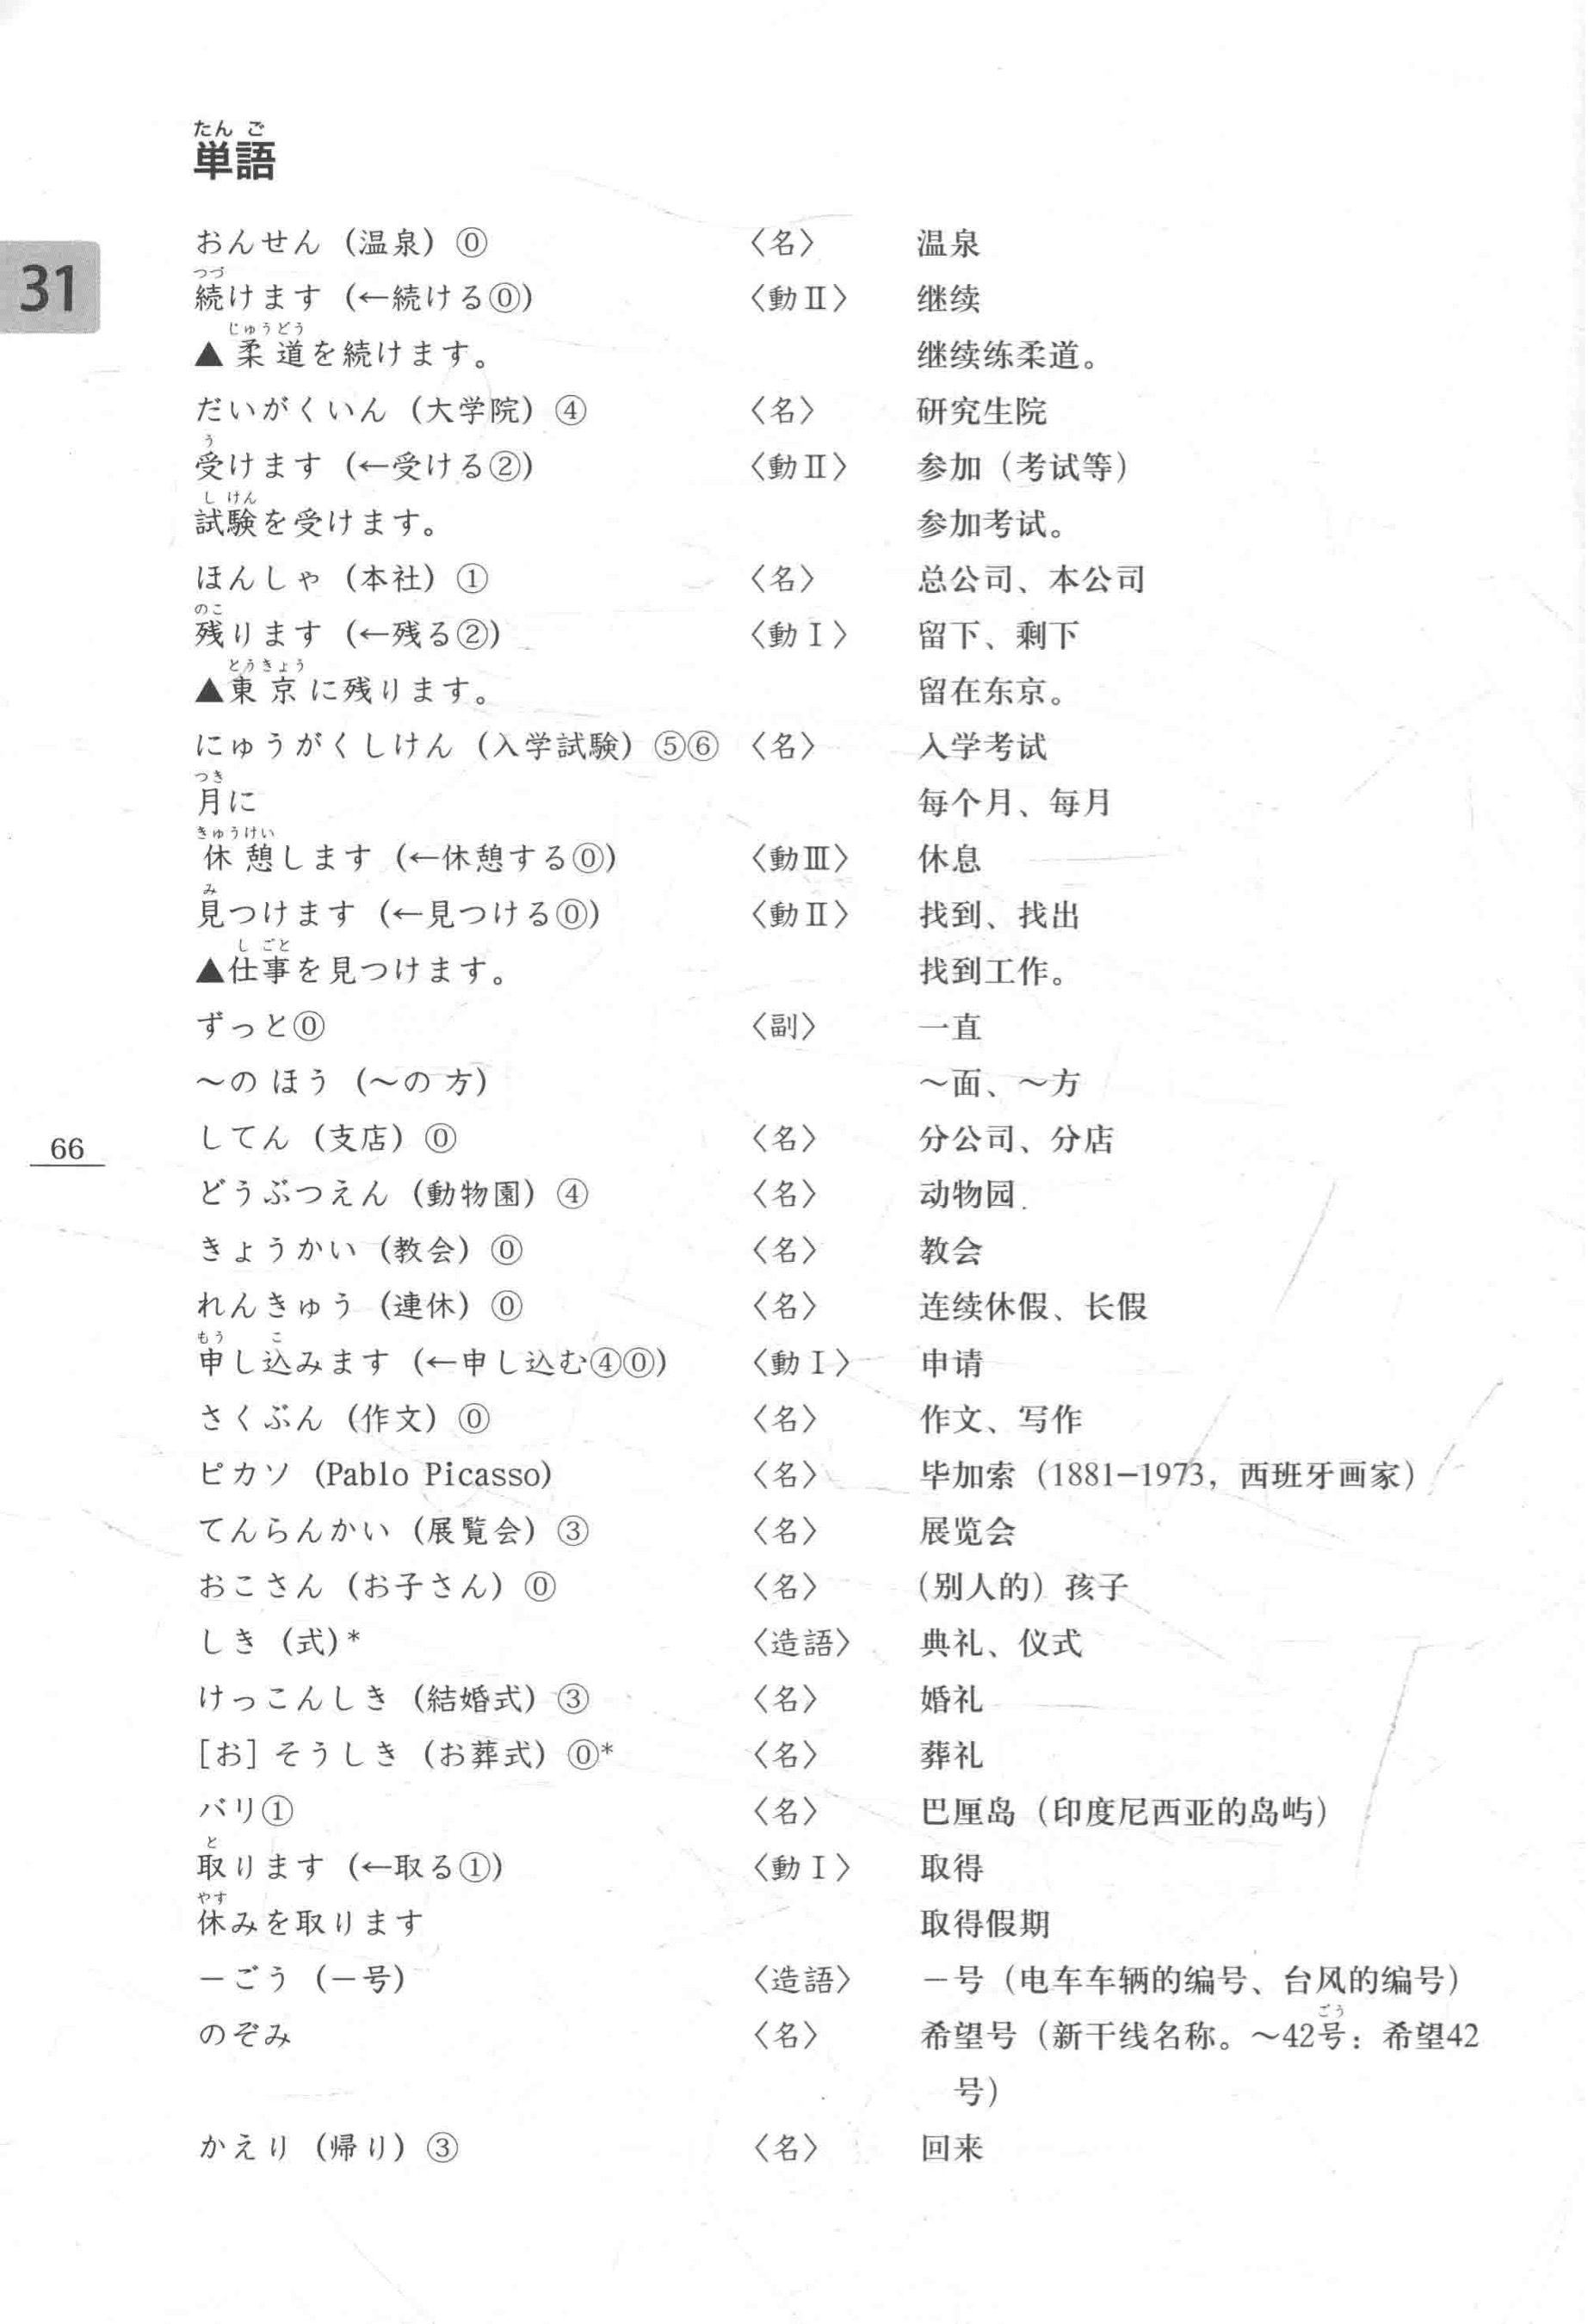 たん ご
単語
おんせん（温泉）⓪ 〈名〉 温泉
31
つづ
続けます（←続ける⓪） 〈動Ⅱ〉 继续
じゅうどう
▲柔道を続けます。 继续练柔道。
だいがくいん（大学院）④ 〈名〉 研究生院
う
受けます（←受ける②） 〈動Ⅱ〉 参加（考试等）
し けん
試験を受けます。 参加考试。
ほんしゃ（本社）① 〈名〉 总公司、本公司
のこ
残ります（←残る②） 〈動Ⅰ〉 留下、剩下
とうきょう
▲東京に残ります。 留在东京。
にゅうがくしけん（入学試験）⑤⑥ 〈名〉 入学考试
つき
月に 每个月、每月
きゅうけい
休憩します（←休憩する⓪） 〈動Ⅲ〉 休息
み
見つけます（←見つける⓪） 〈動Ⅱ〉 找到、找出
し ごと
▲仕事を見つけます。 找到工作。
ずっと⓪ 〈副〉 一直
～の ほう（～の 方） ～面、～方
してん（支店）⓪ 〈名〉 分公司、分店
66
どうぶつえん（動物園）④ 〈名〉 动物园
きょうかい（教会）⓪ 〈名〉 教会
れんきゅう（連休）⓪ 〈名〉 连续休假、长假
もう こ
申し込みます（←申し込む④⓪） 〈動Ⅰ〉 申请
さくぶん（作文）⓪ 〈名〉 作文、写作
ピカソ（Pablo Picasso） 〈名〉 毕加索（1881-1973，西班牙画家）
てんらんかい（展覧会）③ 〈名〉 展览会
おこさん（お子さん）⓪ 〈名〉 （别人的）孩子
しき（式）* 〈造語〉 典礼、仪式
けっこんしき（結婚式）③ 〈名〉 婚礼
［お］そうしき（お葬式）⓪* 〈名〉 葬礼
バリ① 〈名〉 巴厘岛（印度尼西亚的岛屿）
と
取ります（←取る①） 〈動Ⅰ〉 取得
やす
休みを取ります 取得假期
－ごう（－号） 〈造語〉 －号（电车车辆的编号、台风的编号）
ごう
のぞみ 〈名〉 希望号（新干线名称。～42号：希望42
号）
かえり（帰り）③ 〈名〉 回来